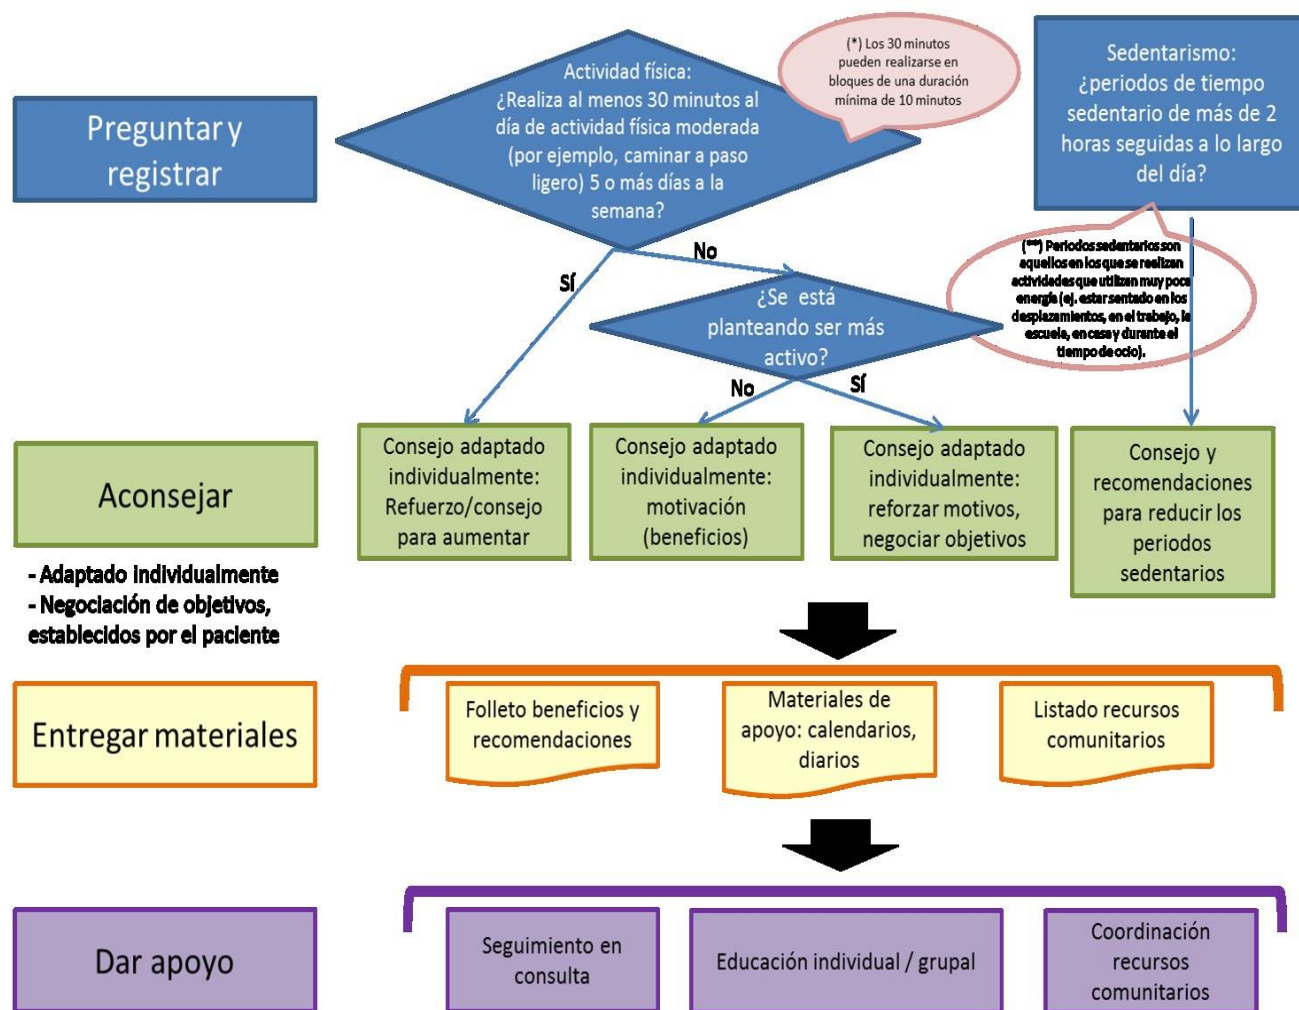 Preguntar y
registrar
Actividad física:
¿Realiza al menos 30 minutos al
día de actividad física moderada
(por ejemplo, caminar a paso
ligero) 5 o más días a la
semana?
(*) Los 30 minutos
pueden realizarse en
bloques de una duración
mínima de 10 minutos
Sedentarismo:
¿periodos de tiempo
sedentario de más de 2
horas seguidas a lo largo
del día?
(**) Periodos sedentarios son
aquellos en los que se realizan
actividades que utilizan muy poca
energía (ej. estar sentado en los
desplazamientos, en el trabajo, la
escuela, en casa y durante el
tiempo de ocio).
Sí
No
¿Se está
planteando ser más
activo?
No
Sí
Aconsejar
- Adaptado individualmente
- Negociación de objetivos,
establecidos por el paciente
Consejo adaptado
individualmente:
Refuerzo/consejo
para aumentar
Consejo adaptado
individualmente:
motivación
(beneficios)
Consejo adaptado
individualmente:
reforzar motivos,
negociar objetivos
Consejo y
recomendaciones
para reducir los
periodos
sedentarios
Entregar materiales
Folleto beneficios y
recomendaciones
Materiales de
apoyo: calendarios,
diarios
Listado recursos
comunitarios
Dar apoyo
Seguimiento en
consulta
Educación individual / grupal
Coordinación
recursos
comunitarios